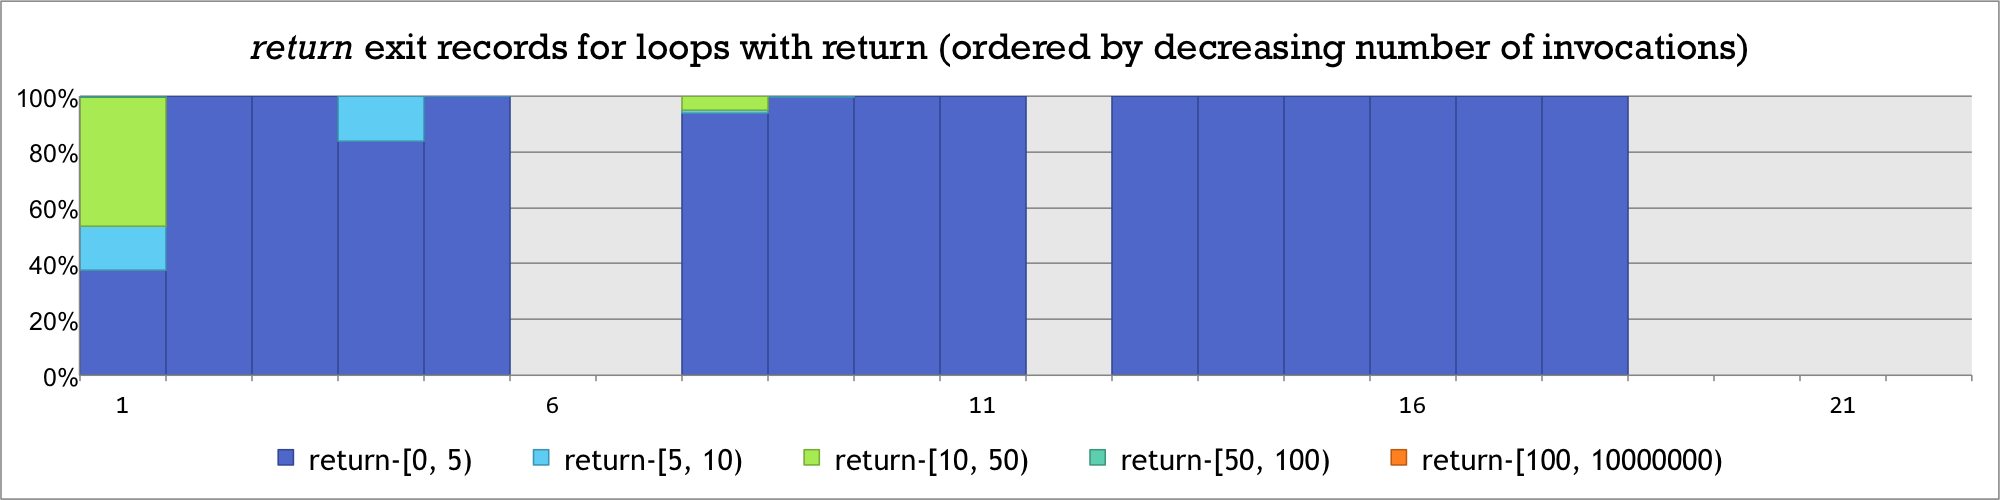 return exit records for loops with return (ordered by decreasing number of invocations)
100%
80%
60%
40%
20%
0%
1 6 11 16 21
return-[0, 5) return-[5, 10) return-[10, 50) return-[50, 100) return-[100, 10000000)